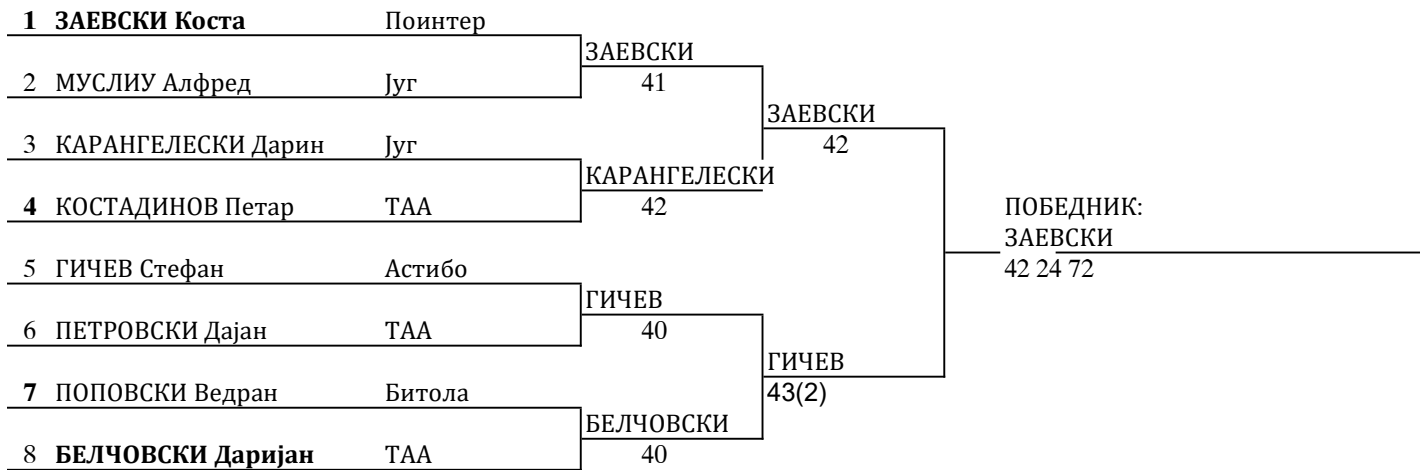 1 ЗАЕВСКИ Коста Поинтер
ЗАЕВСКИ
2 МУСЛИУ Алфред Југ 41
ЗАЕВСКИ
3 КАРАНГЕЛЕСКИ Дарин Југ 42
КАРАНГЕЛЕСКИ
4 КОСТАДИНОВ Петар ТАА 42 ПОБЕДНИК:
ЗАЕВСКИ
5 ГИЧЕВ Стефан Астибо 42 24 72
ГИЧЕВ
6 ПЕТРОВСКИ Дајан ТАА 40
ГИЧЕВ
7 ПОПОВСКИ Ведран Битола 43(2)
БЕЛЧОВСКИ
8 БЕЛЧОВСКИ Даријан ТАА 40